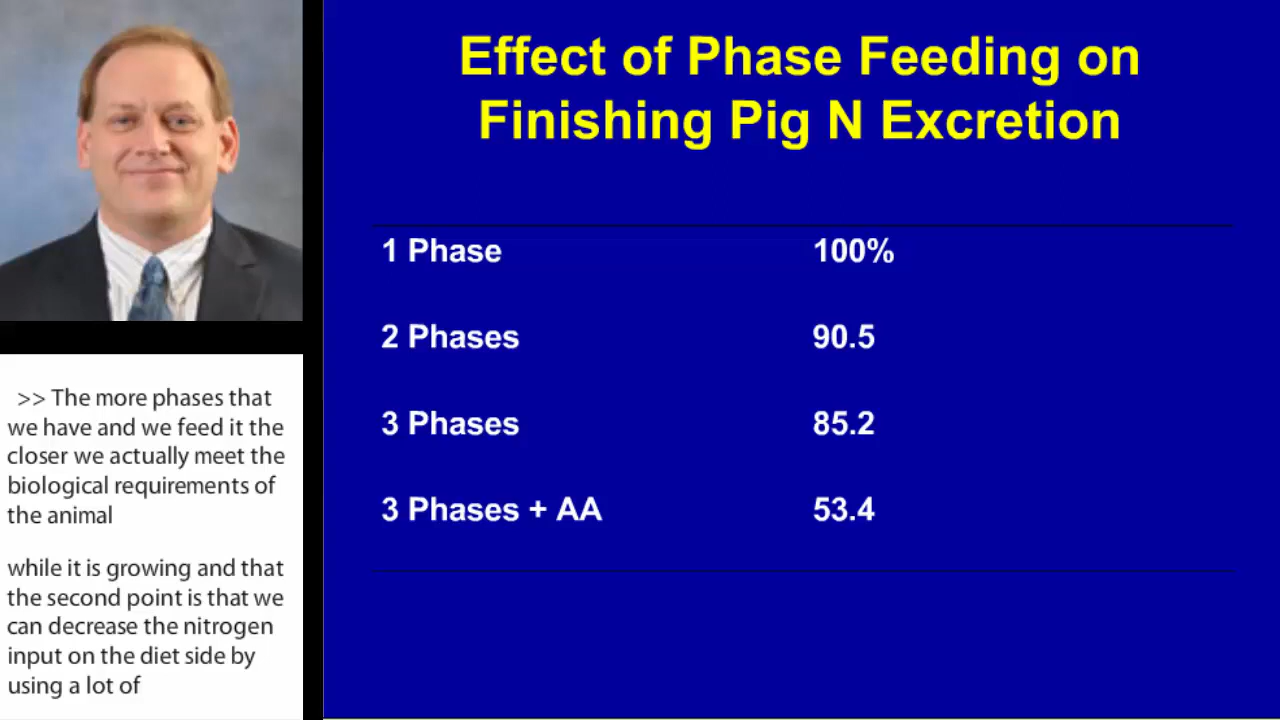 Effect of Phase Feeding on
Finishing Pig N Excretion
1 Phase 100%
2 Phases 90.5
3 Phases 85.2
3 Phases + AA 53.4
>> The more phases that
we have and we feed it the
closer we actually meet the
biological requirements of
the animal
while it is growing and that
the second point is that we
can decrease the nitrogen
input on the diet side by
using a lot of